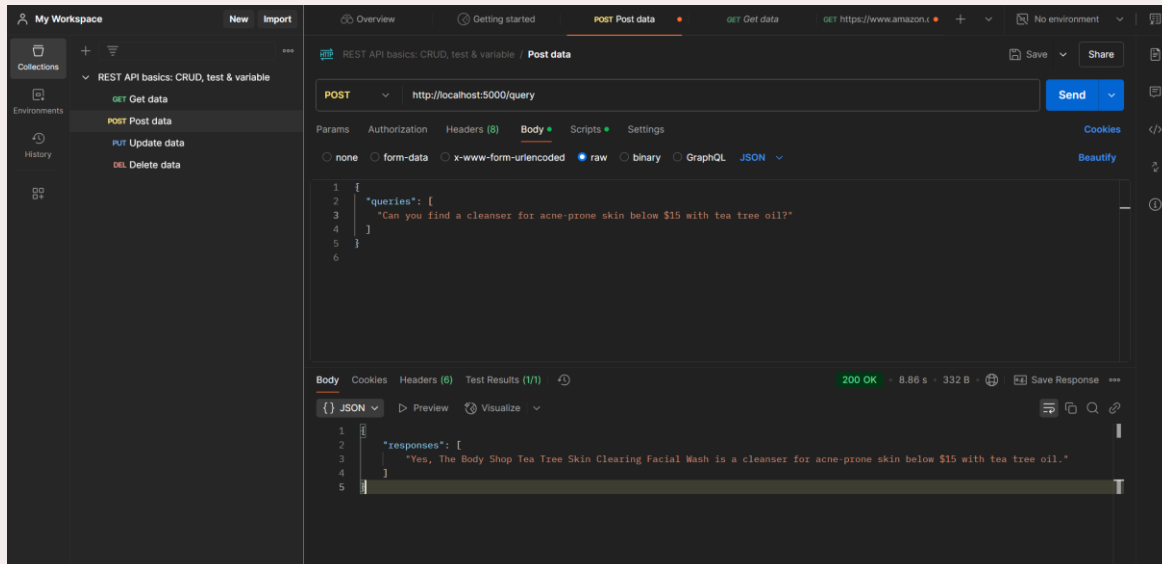 My Workspace New Import
Overview Getting started POST Post data GET Get data GET https://www.amazon.c No environment
Collections
Environments
History
REST API basics: CRUD, test & variable
GET Get data
POST Post data
PUT Update data
DEL Delete data
HTTP REST API basics: CRUD, test & variable / Post data Save Share
POST http://localhost:5000/query Send
Params Authorization Headers (8) Body Scripts Settings Cookies
none form-data x-www-form-urlencoded raw binary GraphQL JSON Beautify
1 {
2 "queries": [
3 "Can you find a cleanser for acne-prone skin below $15 with tea tree oil?"
4 ]
5 }
6
Body Cookies Headers (6) Test Results (1/1) 200 OK 8.86 s 332 B Save Response
{} JSON Preview Visualize
1 {
2 "responses": [
3 "Yes, The Body Shop Tea Tree Skin Clearing Facial Wash is a cleanser for acne-prone skin below $15 with tea tree oil."
4 ]
5 }